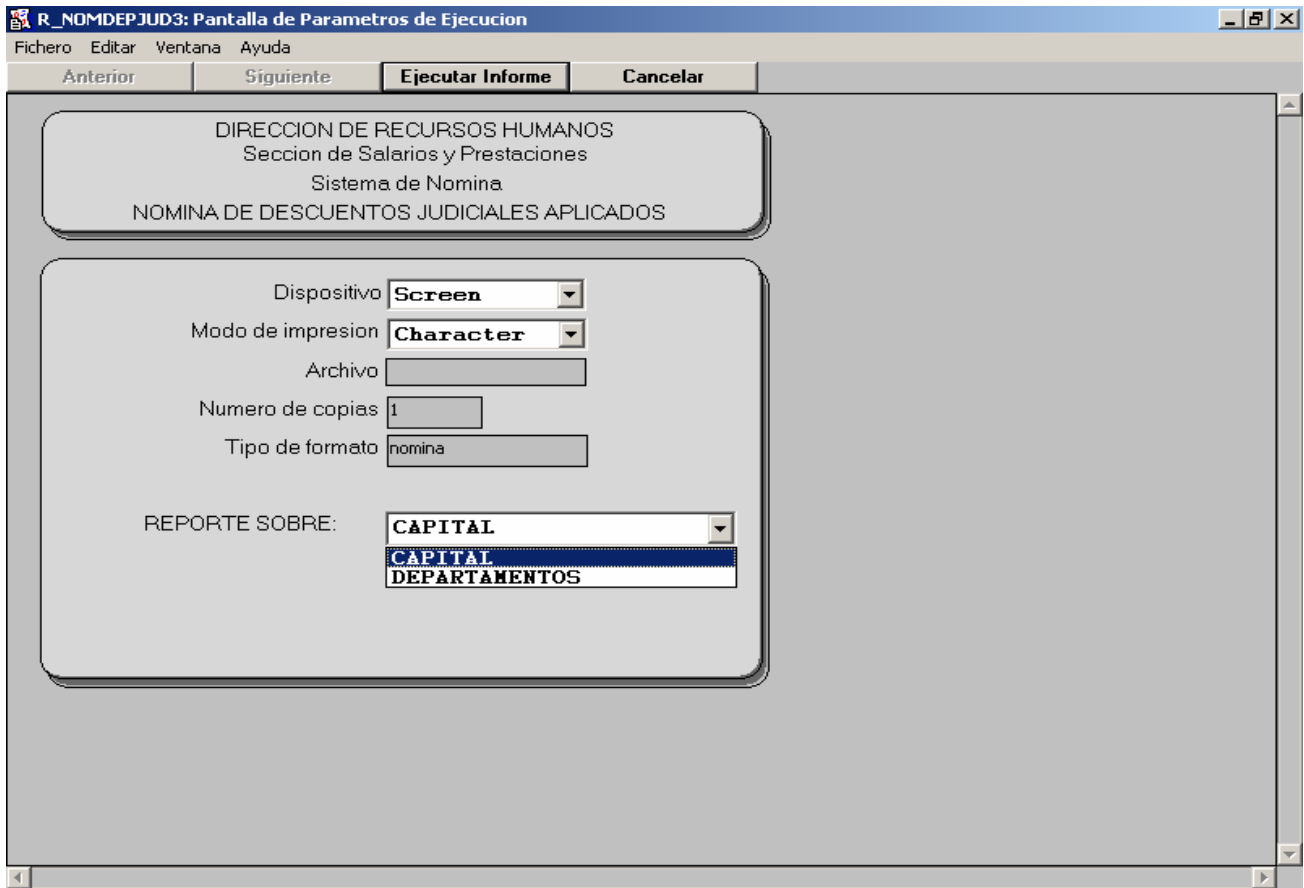 R_NOMDEPJUD3: Pantalla de Parametros de Ejecucion
Fichero Editar Ventana Ayuda
Anterior Siguiente Ejecutar Informe Cancelar
DIRECCION DE RECURSOS HUMANOS
Seccion de Salarios y Prestaciones
Sistema de Nomina
NOMINA DE DESCUENTOS JUDICIALES APLICADOS
Dispositivo Screen
Modo de impresion Character
Archivo
Numero de copias 1
Tipo de formato nomina
REPORTE SOBRE: CAPITAL
CAPITAL
DEPARTAMENTOS